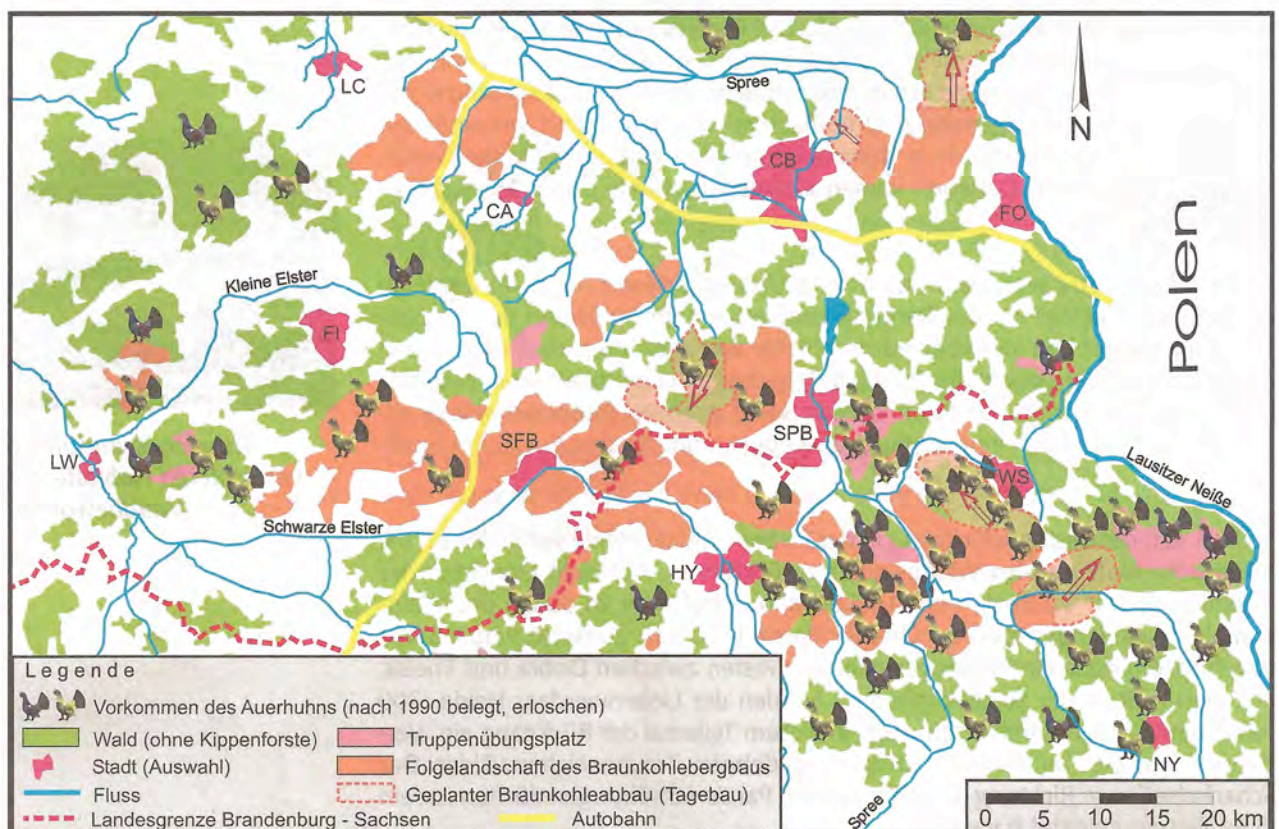 LC
Spree
N
CB
CA
FO
Polen
Kleine Elster
FI
SPB
SFB
LW
WS
Lausitzer Neiße
Schwarze Elster
HY
NY
Spree
Legende
Vorkommen des Auerhuhns (nach 1990 belegt, erloschen)
Wald (ohne Kippenforste)
Truppenübungsplatz
Stadt (Auswahl)
Folgelandschaft des Braunkohlebergbaus
Fluss
Geplanter Braunkohleabbau (Tagebau)
Landesgrenze Brandenburg - Sachsen
Autobahn
0 5 10 15 20 km